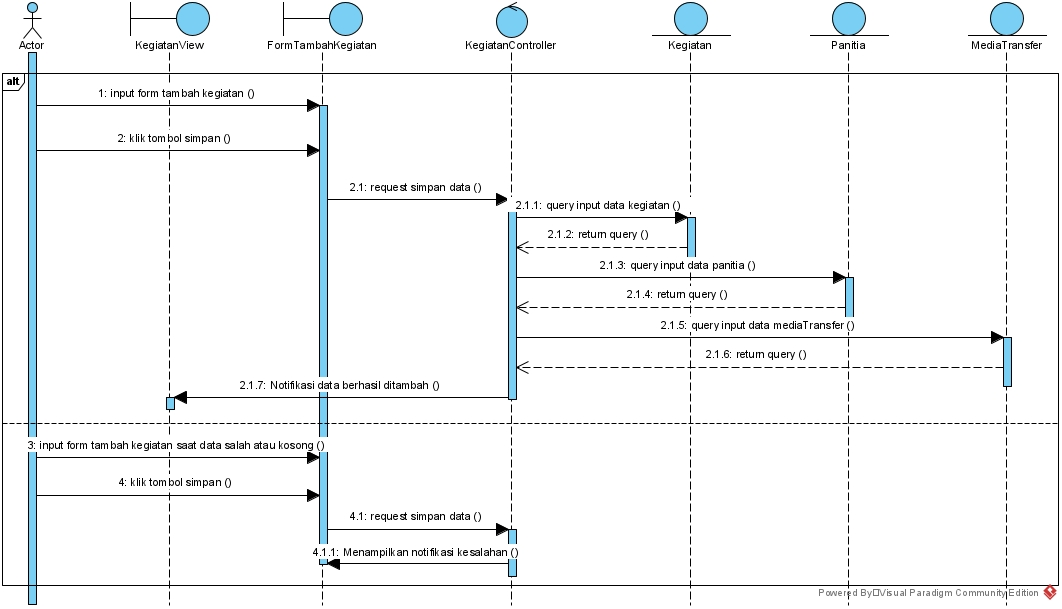 Actor
KegiatanView
FormTambahKegiatan
KegiatanController
Kegiatan
Panitia
MediaTransfer
alt
1: input form tambah kegiatan ()
2: klik tombol simpan ()
2.1: request simpan data ()
2.1.1: query input data kegiatan ()
2.1.2: return query ()
2.1.3: query input data panitia ()
2.1.4: return query ()
2.1.5: query input data mediaTransfer ()
2.1.6: return query ()
2.1.7: Notifikasi data berhasil ditambah ()
3: input form tambah kegiatan saat data salah atau kosong ()
4: klik tombol simpan ()
4.1: request simpan data ()
4.1.1: Menampilkan notifikasi kesalahan ()
Powered By Visual Paradigm Community Edition